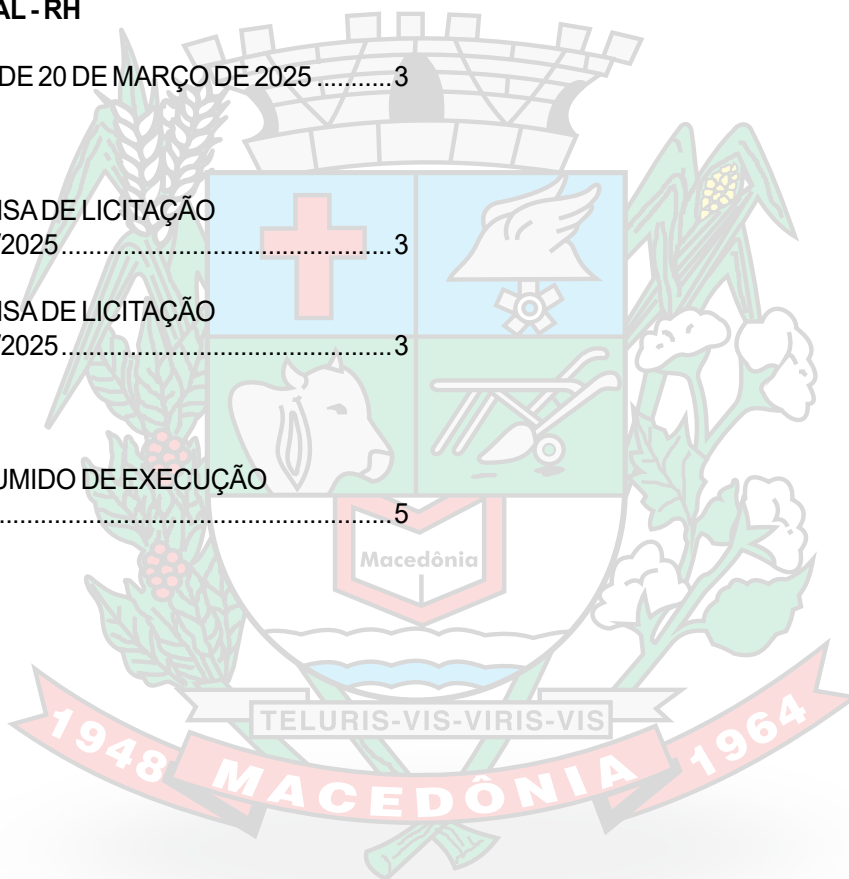 AL - RH
DE 20 DE MARÇO DE 2025 ...........3
ISA DE LICITAÇÃO
/2025.................................................3
ISA DE LICITAÇÃO
/2025.................................................3
UMIDO DE EXECUÇÃO
..........................................................5
Macedônia
TELURIS-VIS-VIRIS-VIS
1948 MACEDÔNIA 1964